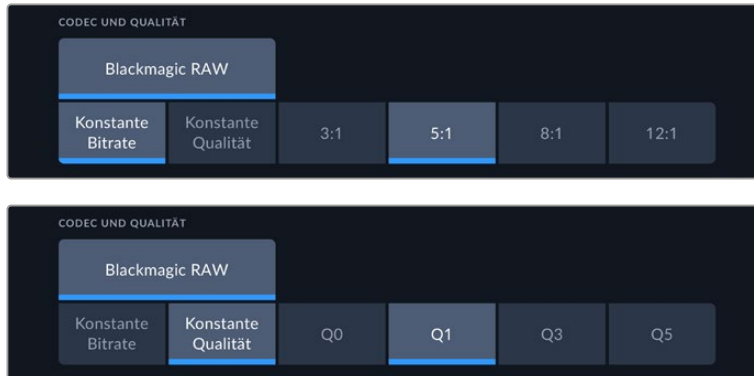 CODEC UND QUALITÄT
Blackmagic RAW
Konstante Bitrate
Konstante Qualität
3:1
5:1
8:1
12:1
CODEC UND QUALITÄT
Blackmagic RAW
Konstante Bitrate
Konstante Qualität
Q0
Q1
Q3
Q5